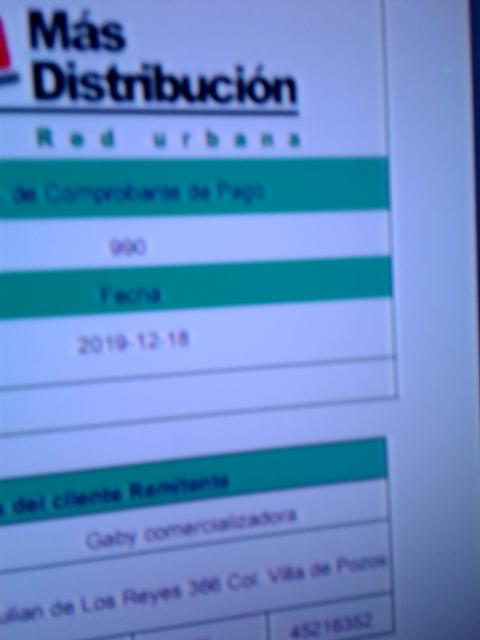 Más
Distribución
Red urbana
. de Comprobante de Pago
990
Fecha
2019-12-18
s del cliente Remitente
Gaby comercializadora
ulian de Los Reyes 366 Col. Villa de Pozos
45216352